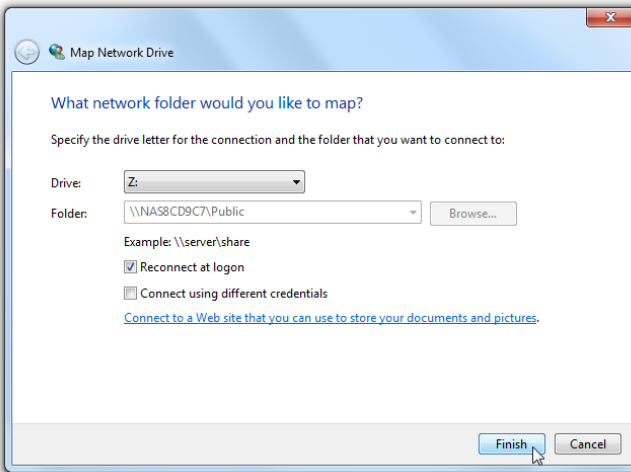 Map Network Drive
What network folder would you like to map?
Specify the drive letter for the connection and the folder that you want to connect to:
Drive: Z:
Folder: \\NAS8CD9C7\Public Browse...
Example: \\server\share
Reconnect at logon
Connect using different credentials
Connect to a Web site that you can use to store your documents and pictures.
Finish Cancel